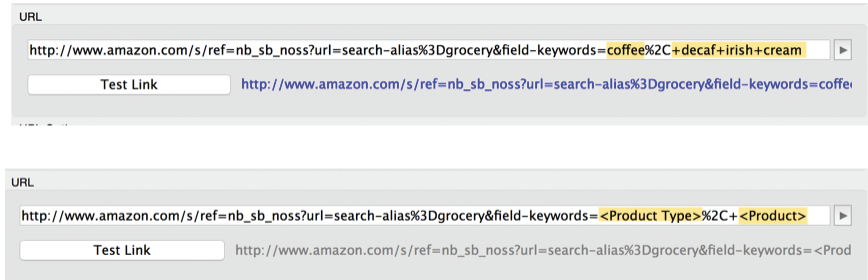 URL
http://www.amazon.com/s/ref=nb_sb_noss?url=search-alias%3Dgrocery&field-keywords=coffee%2C+decaf+irish+cream
Test Link http://www.amazon.com/s/ref=nb_sb_noss?url=search-alias%3Dgrocery&field-keywords=coffe
URL
http://www.amazon.com/s/ref=nb_sb_noss?url=search-alias%3Dgrocery&field-keywords=<Product Type>%2C+<Product>
Test Link http://www.amazon.com/s/ref=nb_sb_noss?url=search-alias%3Dgrocery&field-keywords=<Prod